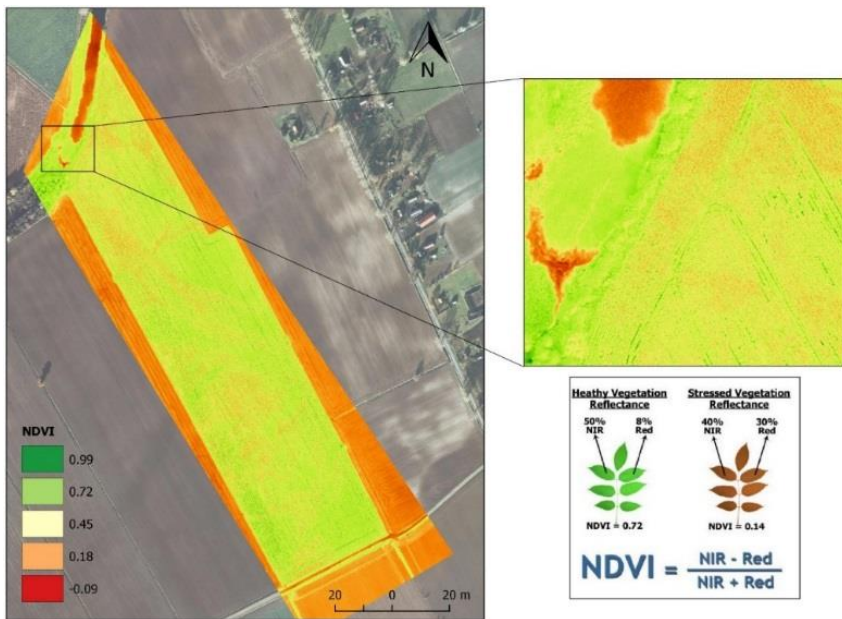 N
NDVI
0.99
0.72
0.45
0.18
-0.09
20 0 20 m
Heathy Vegetation
Reflectance
50%
NIR
8%
Red
NDVI = 0.72
Stressed Vegetation
Reflectance
40%
NIR
30%
Red
NDVI = 0.14
NDVI = NIR - Red
NIR + Red